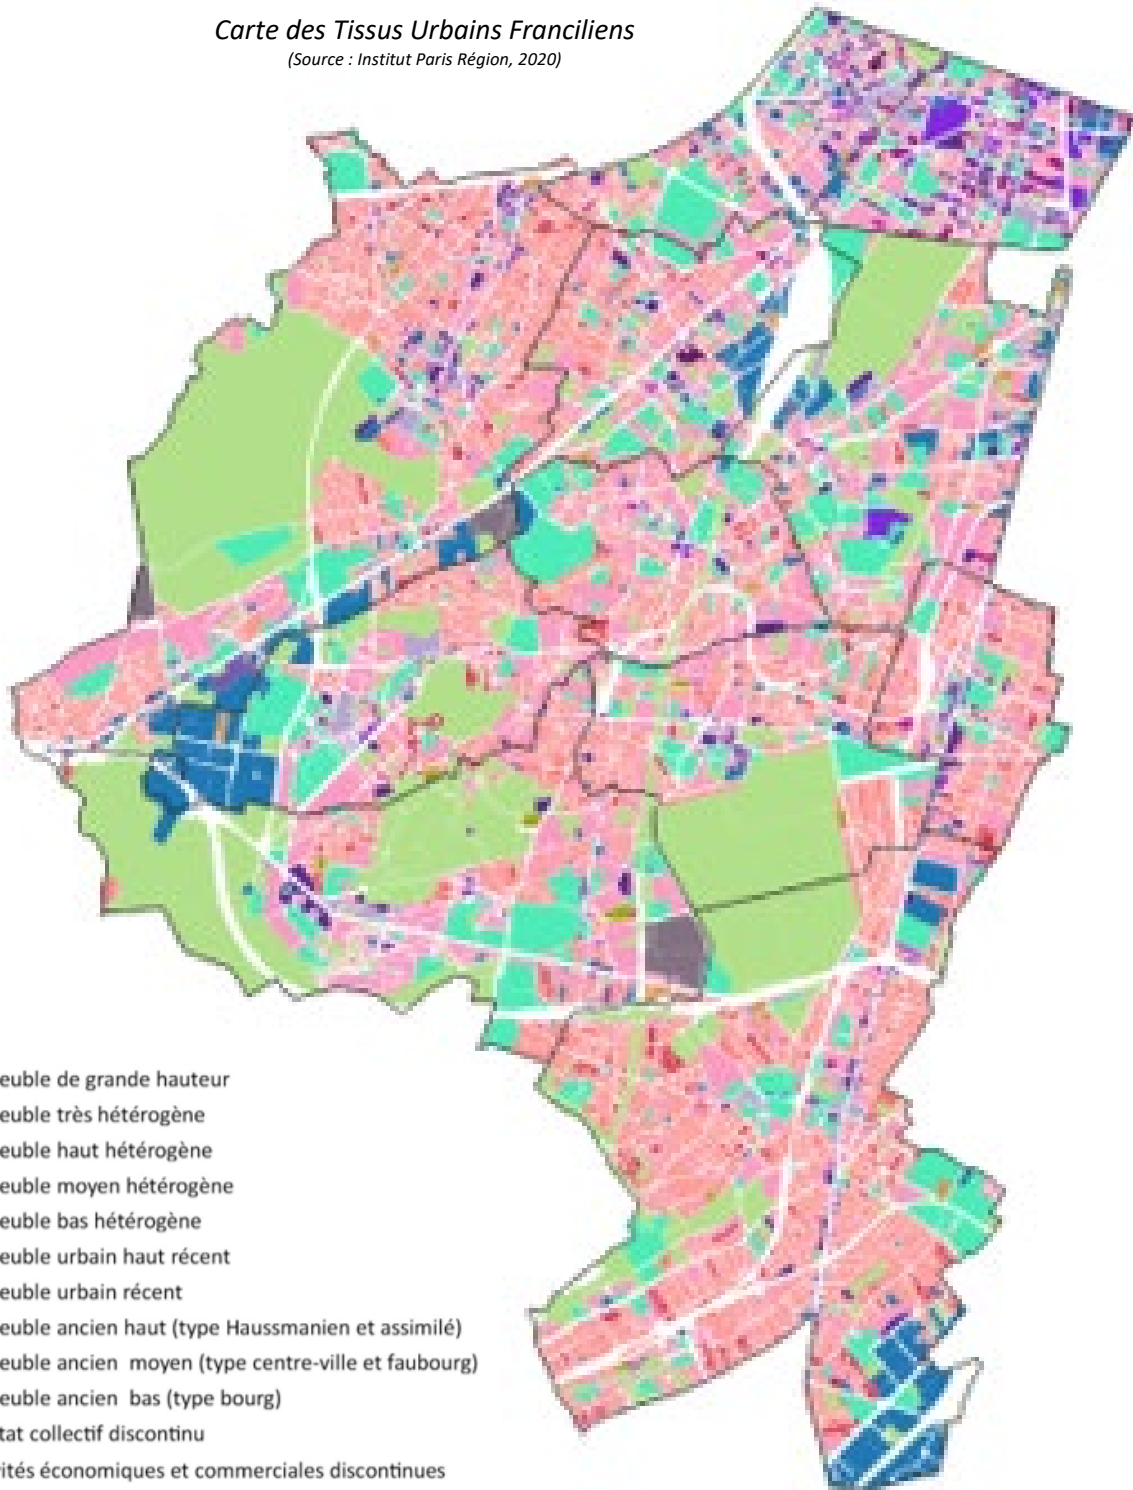 Carte des Tissus Urbains Franciliens
(Source : Institut Paris Région, 2020)
euble de grande hauteur
euble très hétérogène
euble haut hétérogène
euble moyen hétérogène
euble bas hétérogène
euble urbain haut récent
euble urbain récent
euble ancien haut (type Haussmanien et assimilé)
euble ancien moyen (type centre-ville et faubourg)
euble ancien bas (type bourg)
tat collectif discontinu
ités économiques et commerciales discontinues